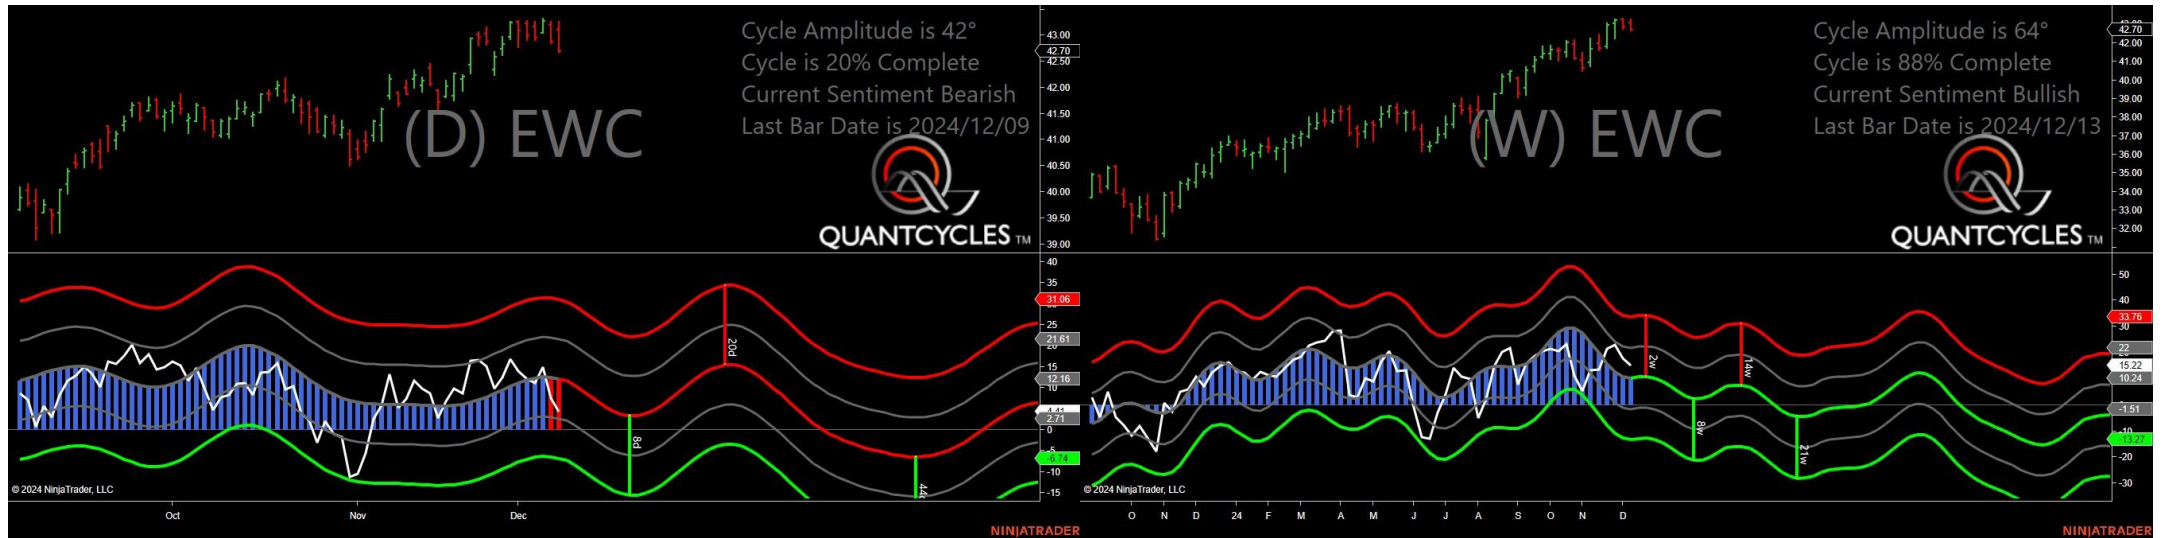 Cycle Amplitude is 42°
Cycle is 20% Complete
Current Sentiment Bearish
Last Bar Date is 2024/12/09
(D) EWC
QUANTCYCLES TM
43.00
42.70
42.50
42.00
41.50
41.00
40.50
40.00
39.50
39.00
40
35
31.06
25
21.61
15
12.16
10
2.71
0
-6.74
-10
-15
20d
8d
© 2024 NinjaTrader, LLC
Oct
Nov
Dec
NINJATRADER
Cycle Amplitude is 64°
Cycle is 88% Complete
Current Sentiment Bullish
Last Bar Date is 2024/12/13
(W) EWC
QUANTCYCLES TM
42.70
42.00
41.00
40.00
39.00
38.00
37.00
36.00
35.00
34.00
33.00
32.00
50
40
33.76
30
22
15.22
10.24
-1.51
-13.27
-20
-30
2w
14w
8w
21w
© 2024 NinjaTrader, LLC
O N D 24 F M A M J J A S O N D
NINJATRADER